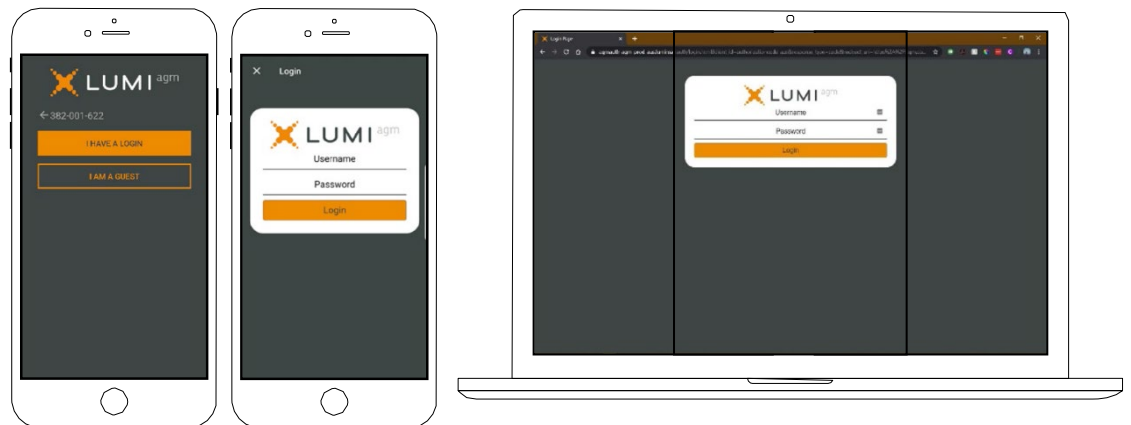 LUMI agm
382-001-622
I HAVE A LOGIN
I AM A GUEST
Login
LUMI agm
Username
Password
Login
Login Page
LUMI agm
Username
Password
Login